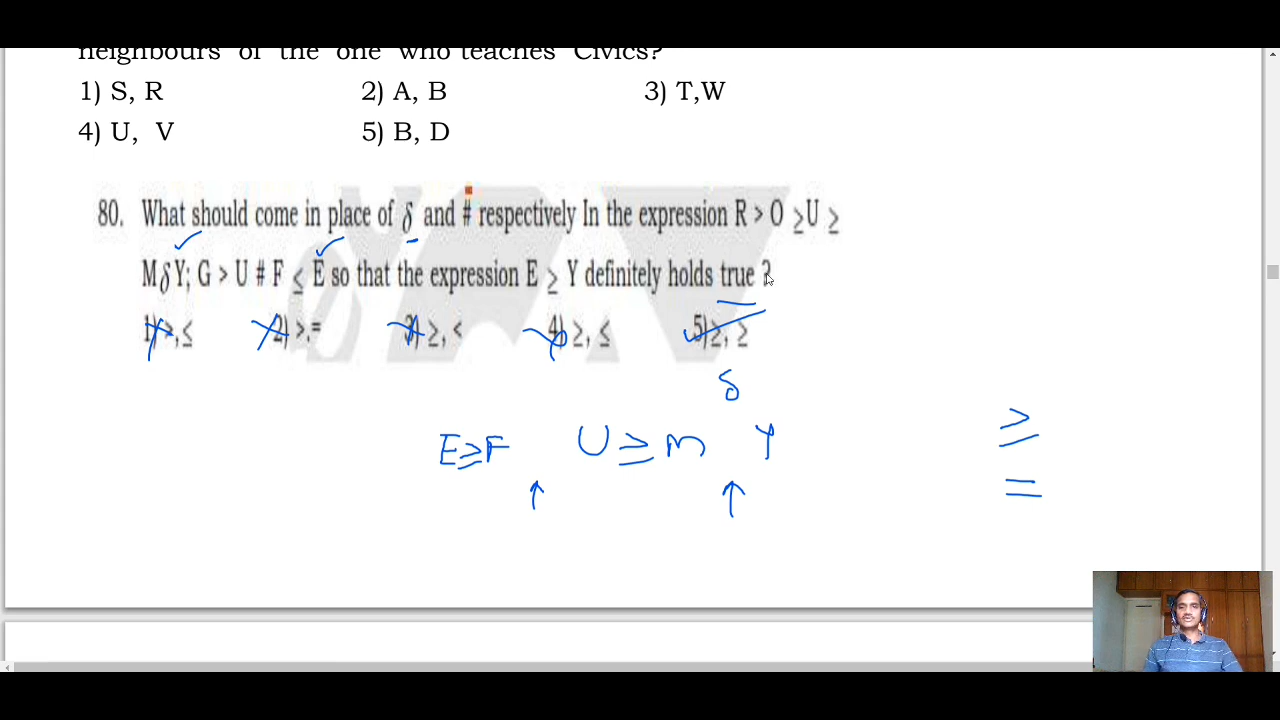 neighbours of the one who teaches Civics?
1) S, R 2) A, B 3) T,W
4) U, V 5) B, D
80. What should come in place of δ and # respectively In the expression R > O ≥U ≥
M δ Y; G > U # F ≤ E so that the expression E ≥ Y definitely holds true ?
1) >,≤ 2) >,= 3) ≥, < 4) ≥, ≤ 5) ≥, ≥
δ
E≥F U ≥ M Y
≥
=